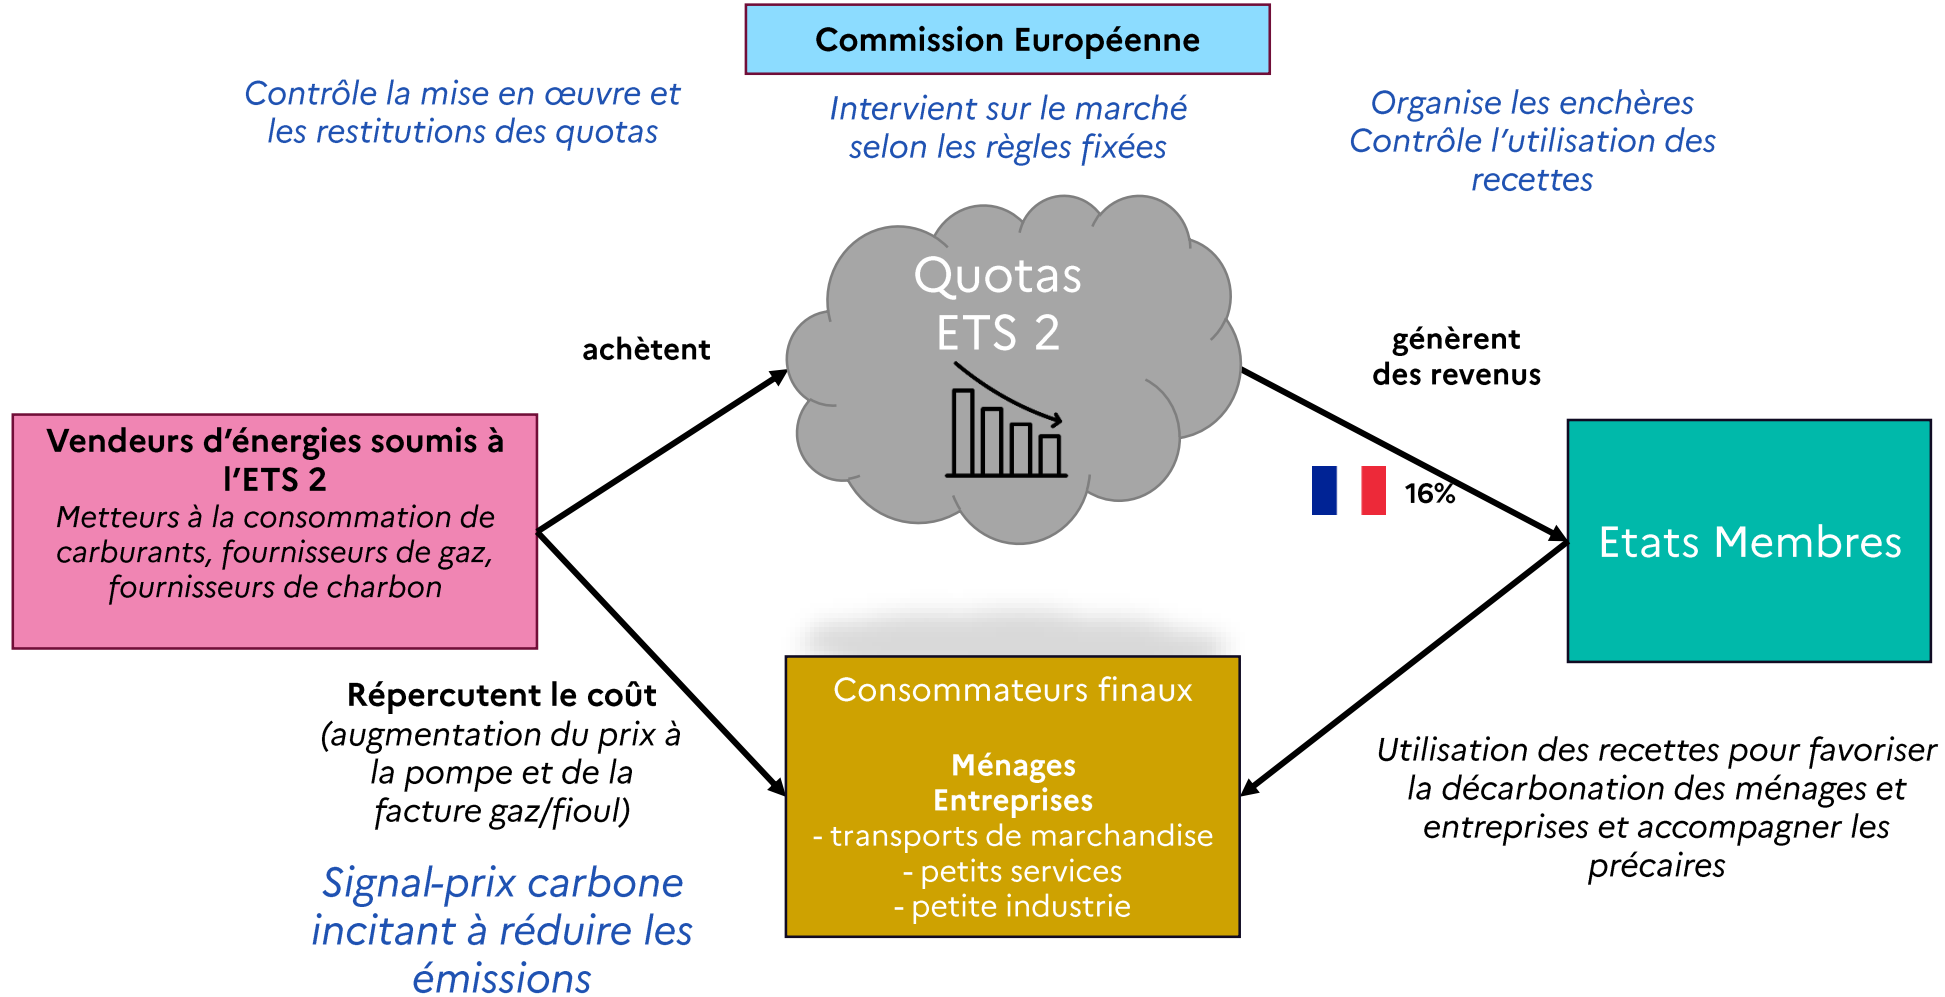 Commission Européenne
Contrôle la mise en œuvre et
les restitutions des quotas
Intervient sur le marché
selon les règles fixées
Organise les enchères
Contrôle l’utilisation des
recettes
Quotas
ETS 2
achètent
génèrent
des revenus
16%
Vendeurs d’énergies soumis à
l’ETS 2
Metteurs à la consommation de
carburants, fournisseurs de gaz,
fournisseurs de charbon
Etats Membres
Répercutent le coût
(augmentation du prix à
la pompe et de la
facture gaz/fioul)
Signal-prix carbone
incitant à réduire les
émissions
Consommateurs finaux
Ménages
Entreprises
- transports de marchandise
- petits services
- petite industrie
Utilisation des recettes pour favoriser
la décarbonation des ménages et
entreprises et accompagner les
précaires